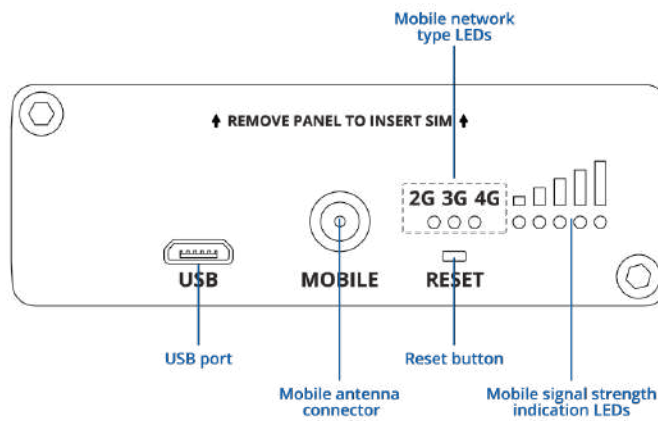 Mobile network
type LEDs
REMOVE PANEL TO INSERT SIM
2G 3G 4G
USB
MOBILE
RESET
USB port
Reset button
Mobile antenna
connector
Mobile signal strength
indication LEDs